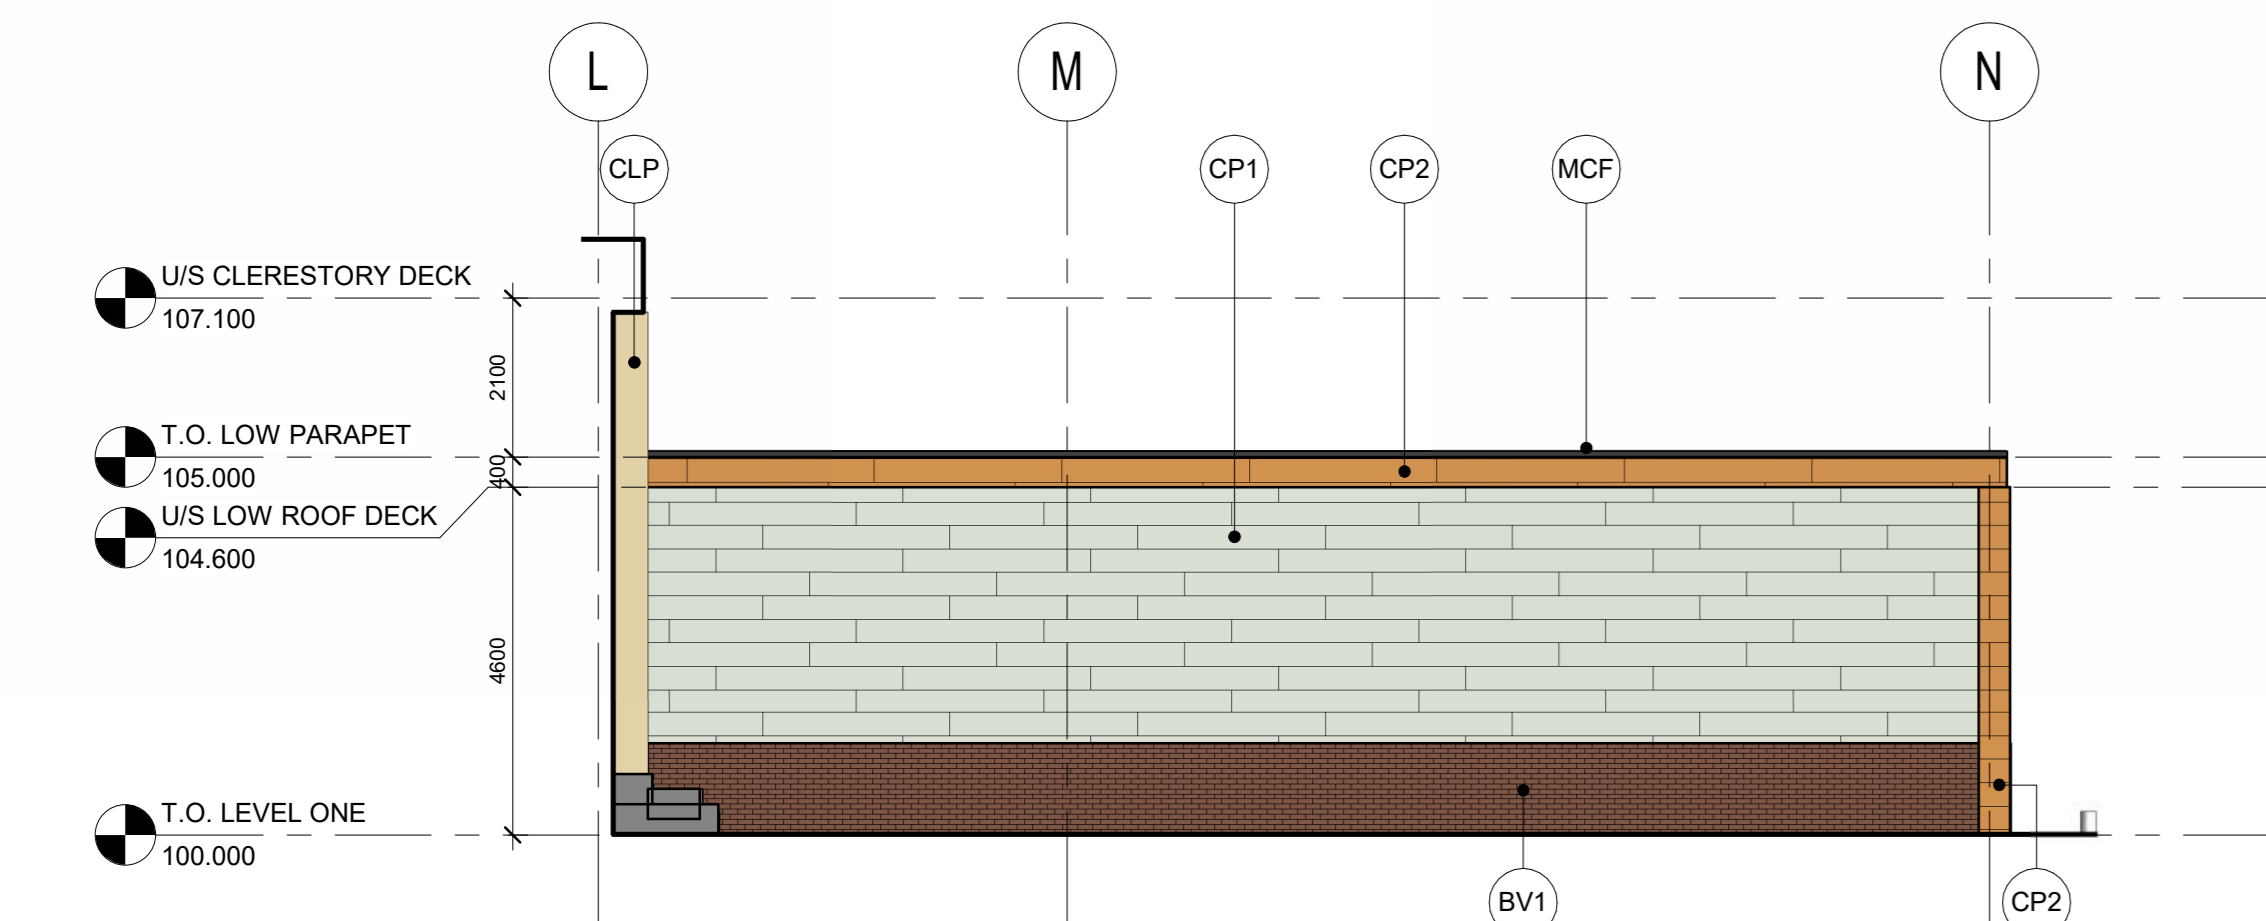 L
M
N
CLP
CP1
CP2
MCF
U/S CLERESTORY DECK
107.100
2100
T.O. LOW PARAPET
105.000
400
U/S LOW ROOF DECK
104.600
4600
T.O. LEVEL ONE
100.000
BV1
CP2